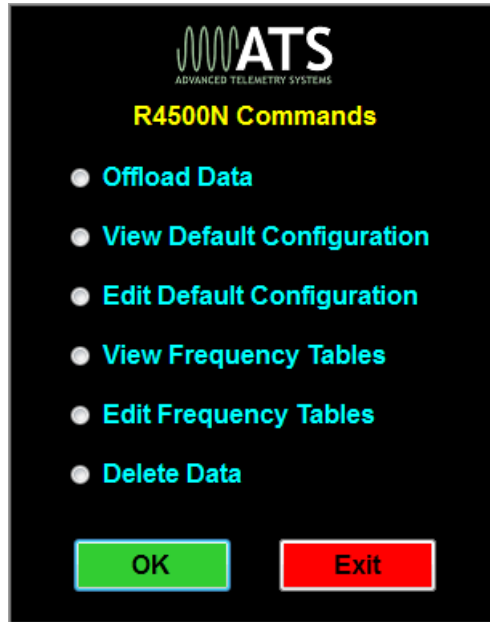 ATS
ADVANCED TELEMETRY SYSTEMS
R4500N Commands
Offload Data
View Default Configuration
Edit Default Configuration
View Frequency Tables
Edit Frequency Tables
Delete Data
OK
Exit